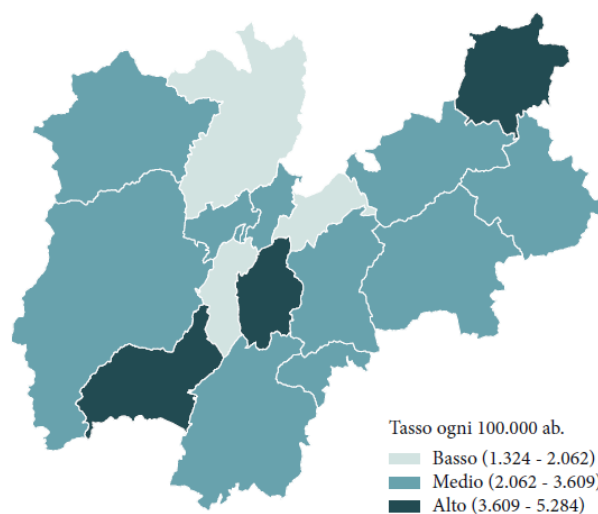 Tasso ogni 100.000 ab.
Basso (1.324 - 2.062)
Medio (2.062 - 3.609)
Alto (3.609 - 5.284)